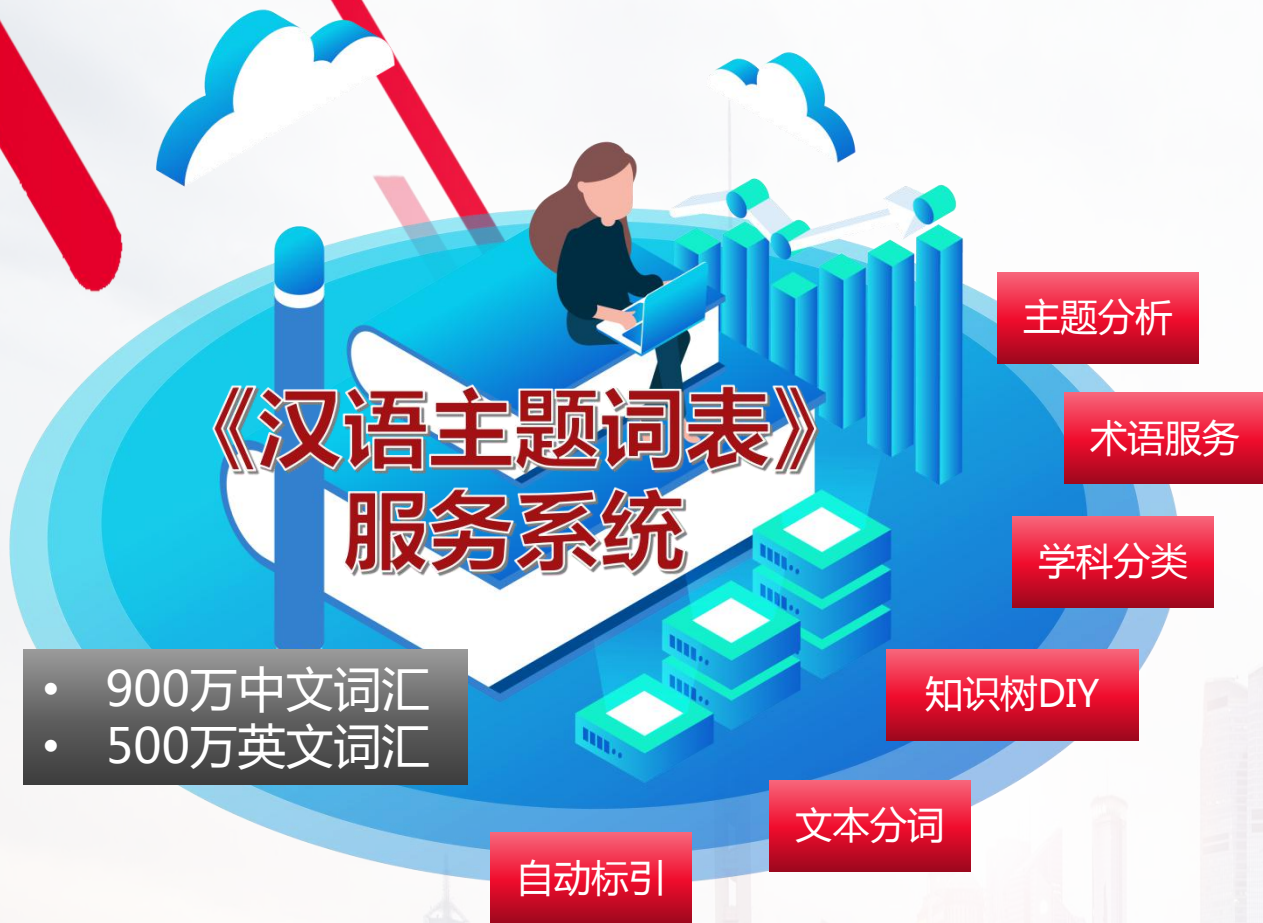 《汉语主题词表》
服务系统
• 900万中文词汇
• 500万英文词汇
主题分析
术语服务
学科分类
知识树DIY
文本分词
自动标引